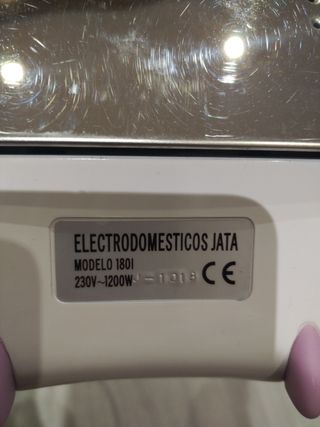 ELECTRODOMESTICOS JATA
MODELO 180I
230V~1200W
CE